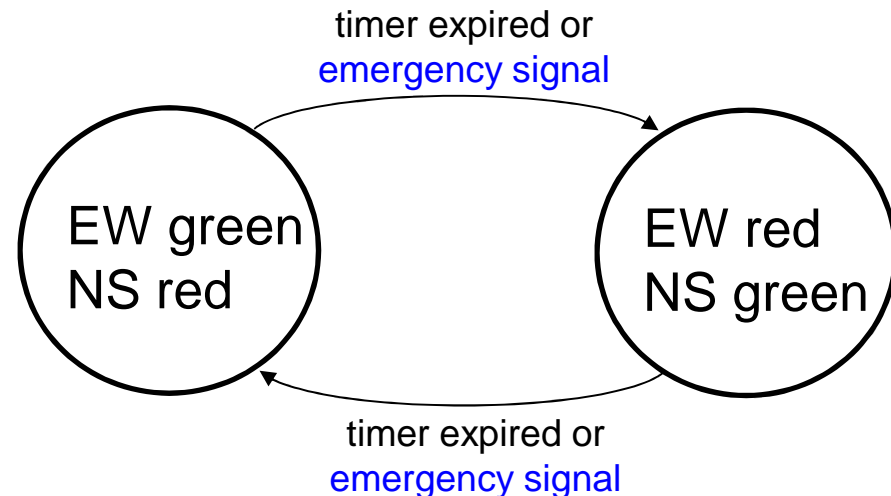 timer expired or
emergency signal
EW green
NS red
EW red
NS green
timer expired or
emergency signal